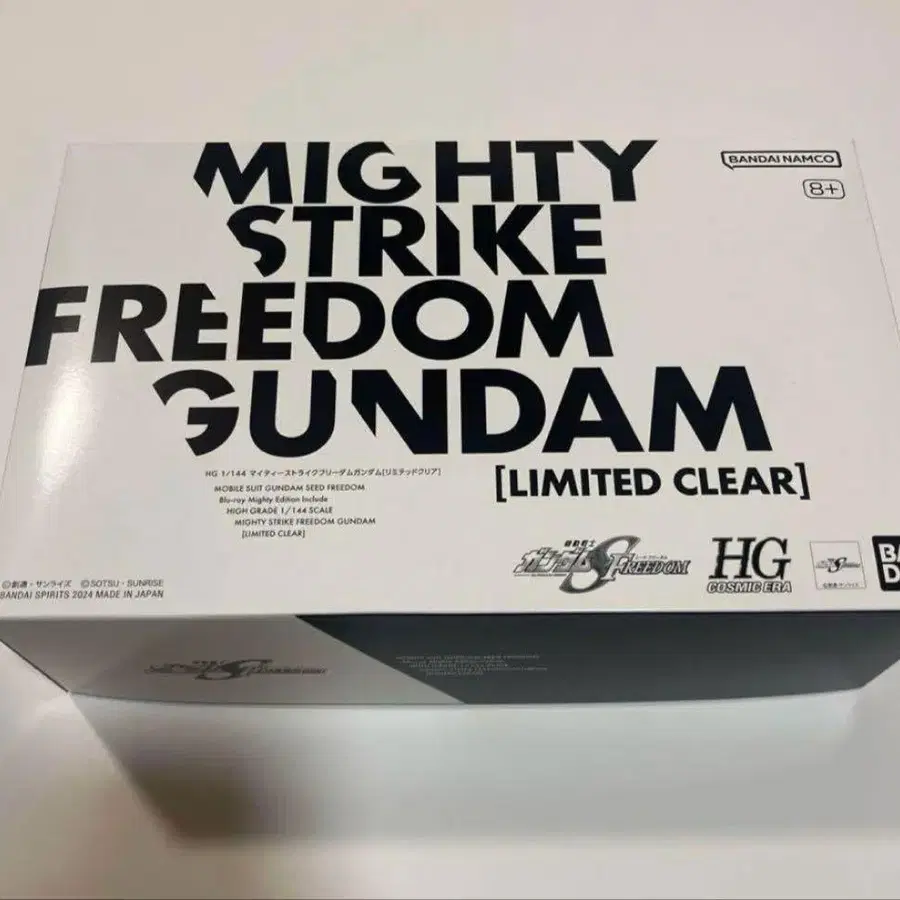 MIGHTY
STRIKE
FREEDOM
GUNDAM
[LIMITED CLEAR]
BANDAI NAMCO
8+
HG 1/144 マイティーストライクフリーダムガンダム[リミテッドクリア]
MOBILE SUIT GUNDAM SEED FREEDOM
Blu-ray Mighty Edition Include
HIGH GRADE 1/144 SCALE
MIGHTY STRIKE FREEDOM GUNDAM
[LIMITED CLEAR]
©創通・サンライズ ©SOTSU・SUNRISE
BANDAI SPIRITS 2024 MADE IN JAPAN
機動戦士
ガンダムS
FREEDOM
HG
COSMIC ERA